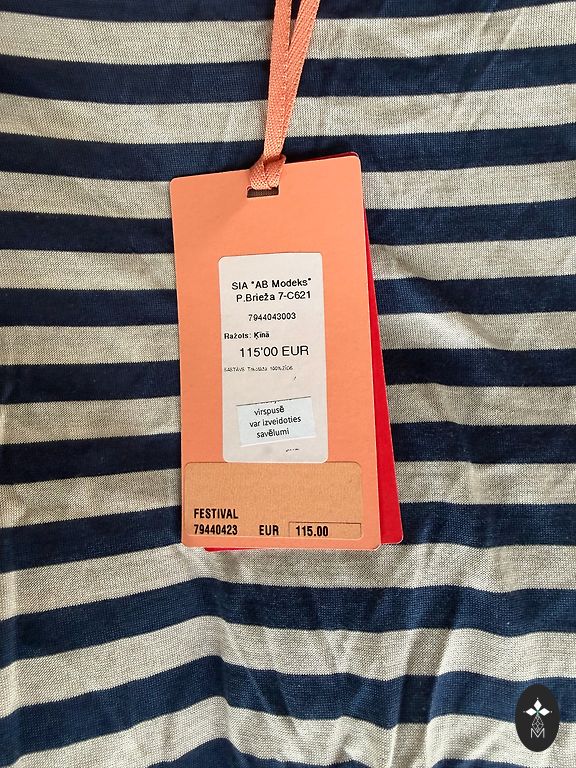 SIA "AB Modeks"
P.Brieža 7-C621
7944043003
Ražots: Ķīnā
115'00 EUR
100%
virspusē
var izveidoties
savēlumi
FESTIVAL
79440423 EUR 115.00
M